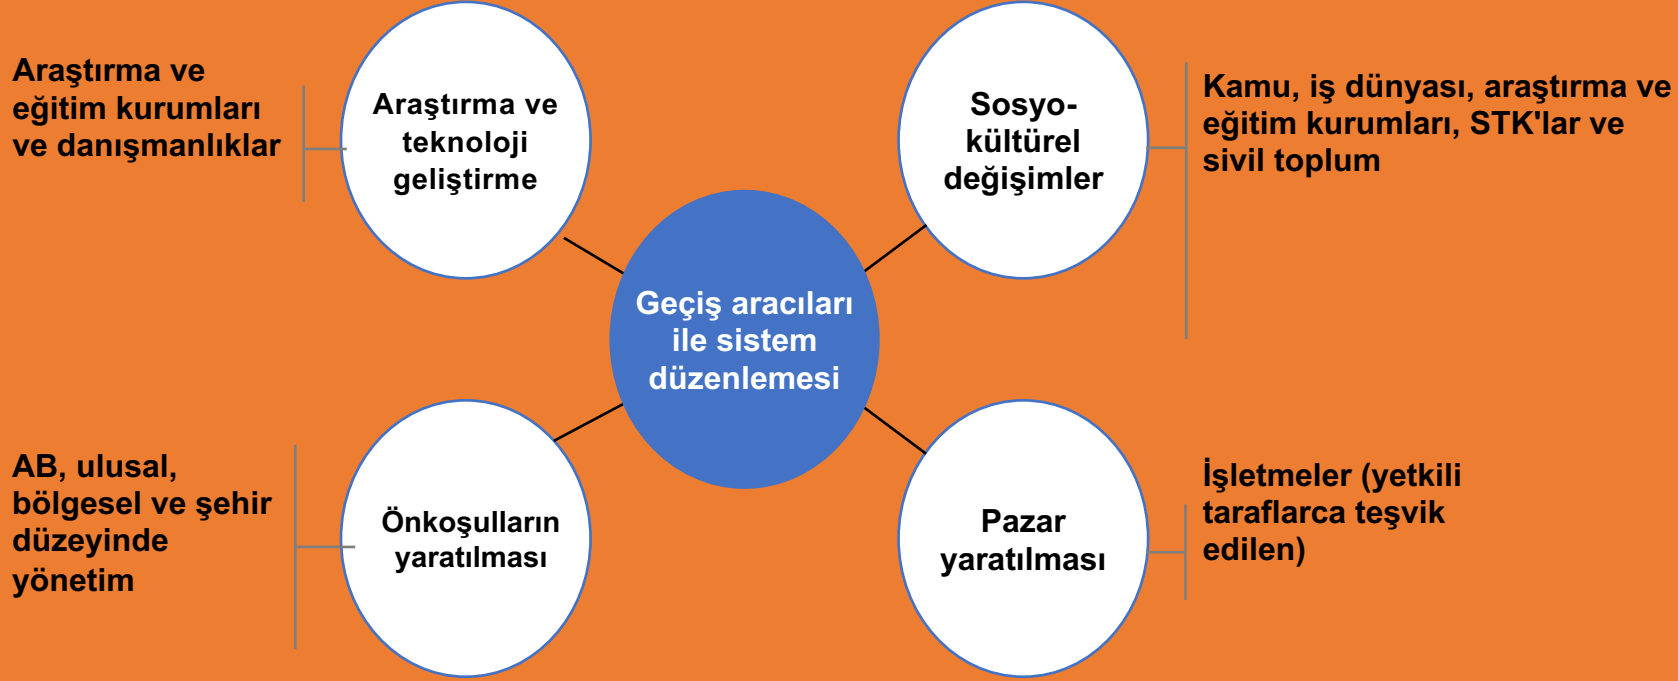 Araştırma ve
eğitim kurumları
ve danışmanlıklar
Araştırma ve
teknoloji
geliştirme
Sosyo-
kültürel
değişimler
Kamu, iş dünyası, araştırma ve
eğitim kurumları, STK'lar ve
sivil toplum
Geçiş aracıları
ile sistem
düzenlemesi
AB, ulusal,
bölgesel ve şehir
düzeyinde
yönetim
Önkoşulların
yaratılması
Pazar
yaratılması
İşletmeler (yetkili
taraflarca teşvik
edilen)